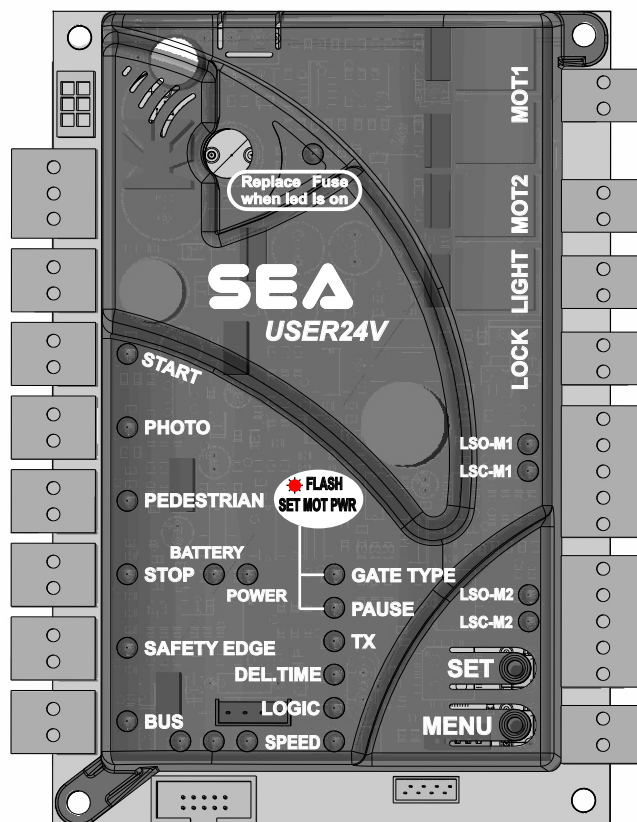 MOT1
Replace Fuse
when led is on
MOT2
SEA
LIGHT
USER24V
LOCK
START
PHOTO
LSO-M1
LSC-M1
FLASH
SET MOT PWR
PEDESTRIAN
BATTERY
STOP
POWER
GATE TYPE
LSO-M2
PAUSE
LSC-M2
TX
SAFETY EDGE
DEL.TIME
SET
LOGIC
BUS
MENU
SPEED